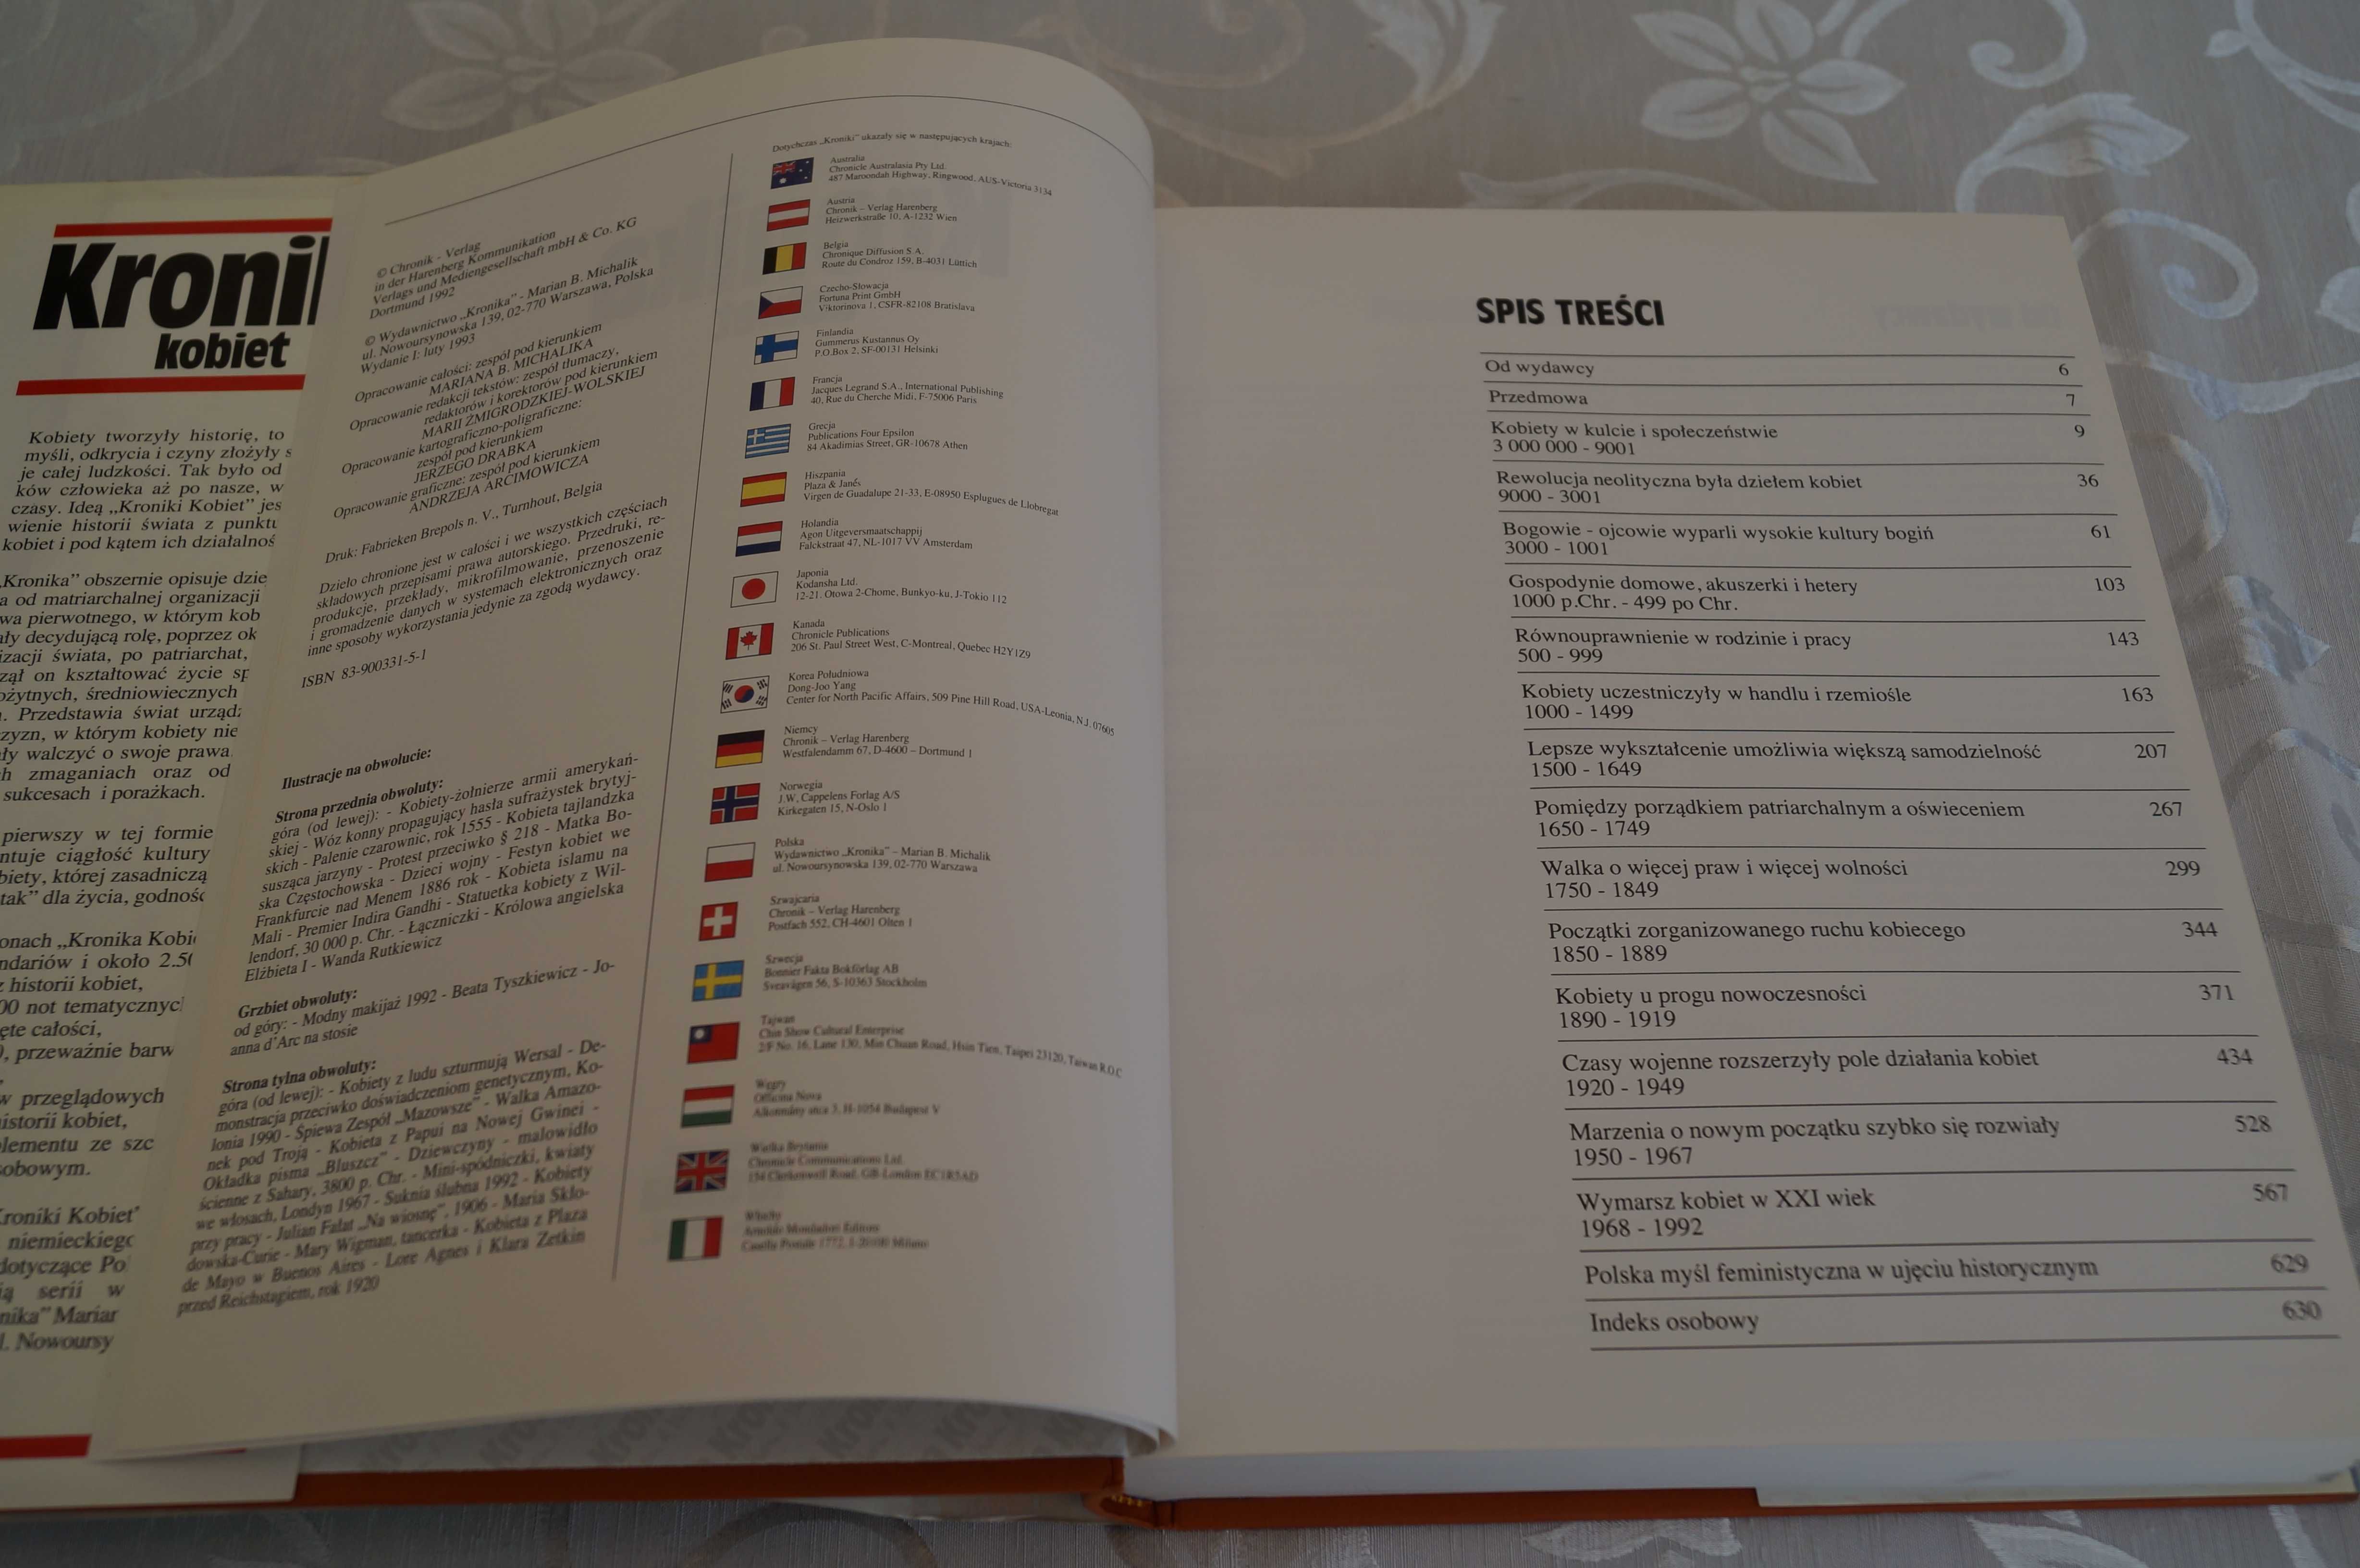 Kroni
kobiet
Kobiety tworzyły historię, to
myśli, odkrycia i czyny złożyły s
je całej ludzkości. Tak było od
ków człowieka aż po nasze, w
czasy. Ideą „Kroniki Kobiet” jes
wienie historii świata z punktu
kobiet i pod kątem ich działalnoś
„Kronika” obszernie opisuje dzie
a od matriarchalnej organizacji
wa pierwotnego, w którym kob
ały decydującą rolę, poprzez ok
izacji świata, po patriarchat,
zął on kształtować życie sp
ożytnych, średniowiecznych
. Przedstawia świat urządz
zyzn, w którym kobiety nie
ały walczyć o swoje prawa
h zmaganiach oraz od
sukcesach i porażkach.
pierwszy w tej formie
ntuje ciągłość kultury
biety, której zasadniczą
tak” dla życia, godnośc
onach „Kronika Kobi
ndariów i około 2.50
z historii kobiet,
00 not tematycznyc
ęte całości,
), przeważnie barw
w przeglądowych
istorii kobiet,
lementu ze szc
sobowym.
Kroniki Kobiet”
niemieckiego
dotyczące Po
ią serii w
nika” Marian
l. Nowoursy
© Chronik - Verlag
in der Harenberg Kommunikation
Verlags und Mediengesellschaft mbH & Co. KG
Dortmund 1992
© Wydawnictwo „Kronika” - Marian B. Michalik
ul. Nowoursynowska 139, 02-770 Warszawa, Polska
Wydanie I: luty 1993
Opracowanie całości: zespół pod kierunkiem
MARIANA B. MICHALIKA
Opracowanie redakcji tekstów: zespół tłumaczy,
redaktorów i korektorów pod kierunkiem
MARII ŻMIGRODZKIEJ-WOLSKIEJ
Opracowanie kartograficzno-poligraficzne:
zespół pod kierunkiem
JERZEGO DRABKA
Opracowanie graficzne: zespół pod kierunkiem
ANDRZEJA ARCIMOWICZA
Druk: Fabrieken Brepols n. V., Turnhout, Belgia
Dzieło chronione jest w całości i we wszystkich częściach
składowych przepisami prawa autorskiego. Przedruki, re-
produkcje, przekłady, mikrofilmowanie, przenoszenie
i gromadzenie danych w systemach elektronicznych oraz
inne sposoby wykorzystania jedynie za zgodą wydawcy.
ISBN 83-900331-5-1
Ilustracje na obwolucie:
Strona przednia obwoluty:
góra (od lewej): - Kobiety-żołnierze armii amerykań-
skiej - Wóz konny propagujący hasła sufrażystek brytyj-
skich - Palenie czarownic, rok 1555 - Kobieta tajlandzka
susząca jarzyny - Protest przeciwko § 218 - Matka Bo-
ska Częstochowska - Dzieci wojny - Festyn kobiet we
Frankfurcie nad Menem 1886 rok - Kobieta islamu na
Mali - Premier Indira Gandhi - Statuetka kobiety z Wil-
lendorf, 30 000 p. Chr. - Łączniczki - Królowa angielska
Elżbieta I - Wanda Rutkiewicz
Grzbiet obwoluty:
od góry: - Modny makijaż 1992 - Beata Tyszkiewicz - Jo-
anna d’Arc na stosie
Strona tylna obwoluty:
góra (od lewej): - Kobiety z ludu szturmują Wersal - De-
monstracja przeciwko doświadczeniom genetycznym, Ko-
lonia 1990 - Śpiewa Zespół „Mazowsze” - Walka Amazo-
nek pod Troją - Kobieta z Papui na Nowej Gwinei -
Okładka pisma „Bluszcz” - Dziewczyny - malowidło
ścienne z Sahary, 3800 p. Chr. - Mini-spódniczki, kwiaty
we włosach, Londyn 1967 - Suknia ślubna 1992 - Kobiety
przy pracy - Julian Fałat „Na wiosnę”, 1906 - Maria Skło-
dowska-Curie - Mary Wigman, tancerka - Kobieta z Plaza
de Mayo w Buenos Aires - Lore Agnes i Klara Zetkin
przed Reichstagiem, rok 1920
Dotychczas „Kroniki” ukazały się w następujących krajach:
Australia
Chronicle Australasia Pty Ltd.
487 Maroondah Highway, Ringwood, AUS-Victoria 3134
Austria
Chronik – Verlag Harenberg
Heizwerkstraße 10, A-1232 Wien
Belgia
Chronique Diffusion S.A.
Route du Condroz 159, B-4031 Lüttich
Czecho-Słowacja
Fortuna Print GmbH
Viktorinova 1, CSFR-82108 Bratislava
Finlandia
Gummerus Kustannus Oy
P.O.Box 2, SF-00131 Helsinki
Francja
Jacques Legrand S.A., International Publishing
40, Rue du Cherche Midi, F-75006 Paris
Grecja
Publications Four Epsilon
84 Akadimias Street, GR-10678 Athen
Hiszpania
Plaza & Janés
Virgen de Guadalupe 21-33, E-08950 Esplugues de Llobregat
Holandia
Agon Uitgeversmaatschappij
Falckstraat 47, NL-1017 VV Amsterdam
Japonia
Kodansha Ltd.
12-21, Otowa 2-Chome, Bunkyo-ku, J-Tokio 112
Kanada
Chronicle Publications
206 St. Paul Street West, C-Montreal, Quebec H2Y1Z9
Korea Południowa
Dong-Joo Yang
Center for North Pacific Affairs, 509 Pine Hill Road, USA-Leonia, N.J. 07605
Niemcy
Chronik – Verlag Harenberg
Westfalendamm 67, D-4600 – Dortmund 1
Norwegia
J.W. Cappelens Forlag A/S
Kirkegaten 15, N-Oslo 1
Polska
Wydawnictwo „Kronika” – Marian B. Michalik
ul. Nowoursynowska 139, 02-770 Warszawa
Szwajcaria
Chronik – Verlag Harenberg
Postfach 552, CH-4601 Olten 1
Szwecja
Bonnier Fakta Bokförlag AB
Sveavägen 56, S-10363 Stockholm
Tajwan
Chin Show Cultural Enterprise
2/F No. 16, Lane 130, Min Chuan Road, Hsin Tien, Taipei 23120, Taiwan R.O.C
Węgry
Officina Nova
Alkotmány utca 5, H-1054 Budapest V
Wielka Brytania
Chronicle Communications Ltd.
Clerkenwell Road, GB-London EC1R5AD
Włochy
Arnoldo Mondadori Editore
Casella Postale 1772, Milano
SPIS TREŚCI
Od wydawcy 6
Przedmowa 7
Kobiety w kulcie i społeczeństwie 9
3 000 000 - 9001
Rewolucja neolityczna była dziełem kobiet 36
9000 - 3001
Bogowie - ojcowie wyparli wysokie kultury bogiń 61
3000 - 1001
Gospodynie domowe, akuszerki i hetery 103
1000 p.Chr. - 499 po Chr.
Równouprawnienie w rodzinie i pracy 143
500 - 999
Kobiety uczestniczyły w handlu i rzemiośle 163
1000 - 1499
Lepsze wykształcenie umożliwia większą samodzielność 207
1500 - 1649
Pomiędzy porządkiem patriarchalnym a oświeceniem 267
1650 - 1749
Walka o więcej praw i więcej wolności 299
1750 - 1849
Początki zorganizowanego ruchu kobiecego 344
1850 - 1889
Kobiety u progu nowoczesności 371
1890 - 1919
Czasy wojenne rozszerzyły pole działania kobiet 434
1920 - 1949
Marzenia o nowym początku szybko się rozwiały 528
1950 - 1967
Wymarsz kobiet w XXI wiek 567
1968 - 1992
Polska myśl feministyczna w ujęciu historycznym 629
Indeks osobowy 630